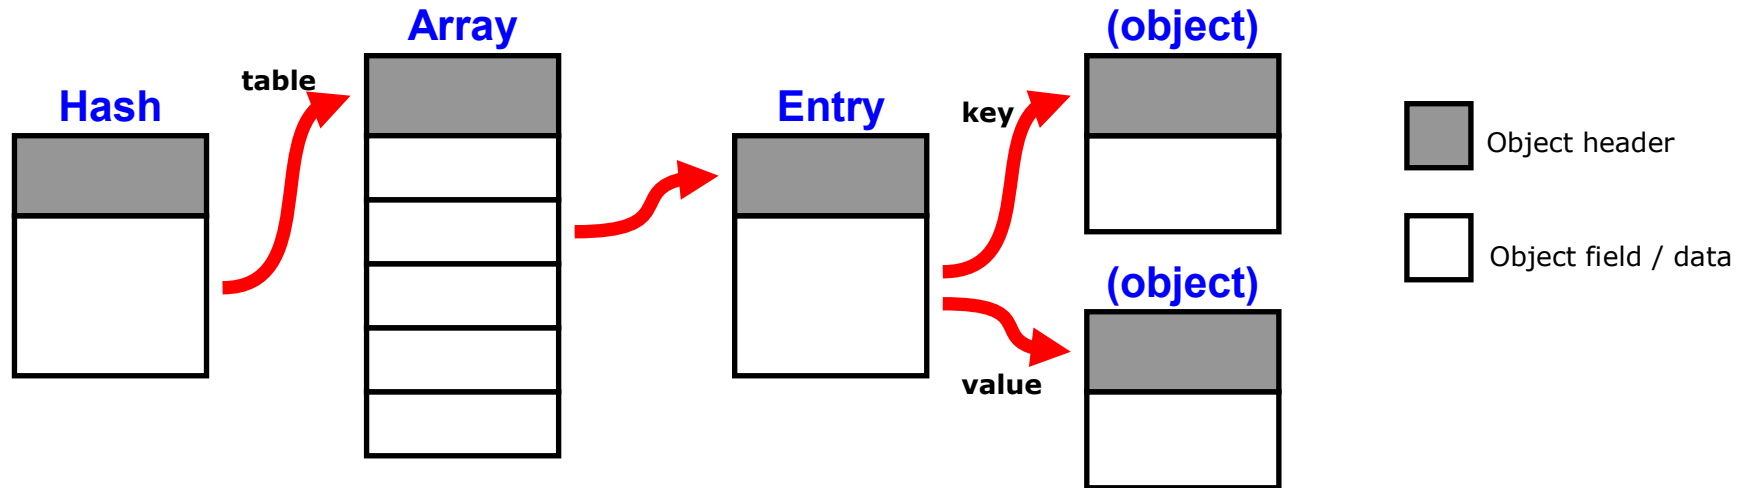 Array
(object)
table
Hash
Entry
key
Object header
Object field / data
(object)
value